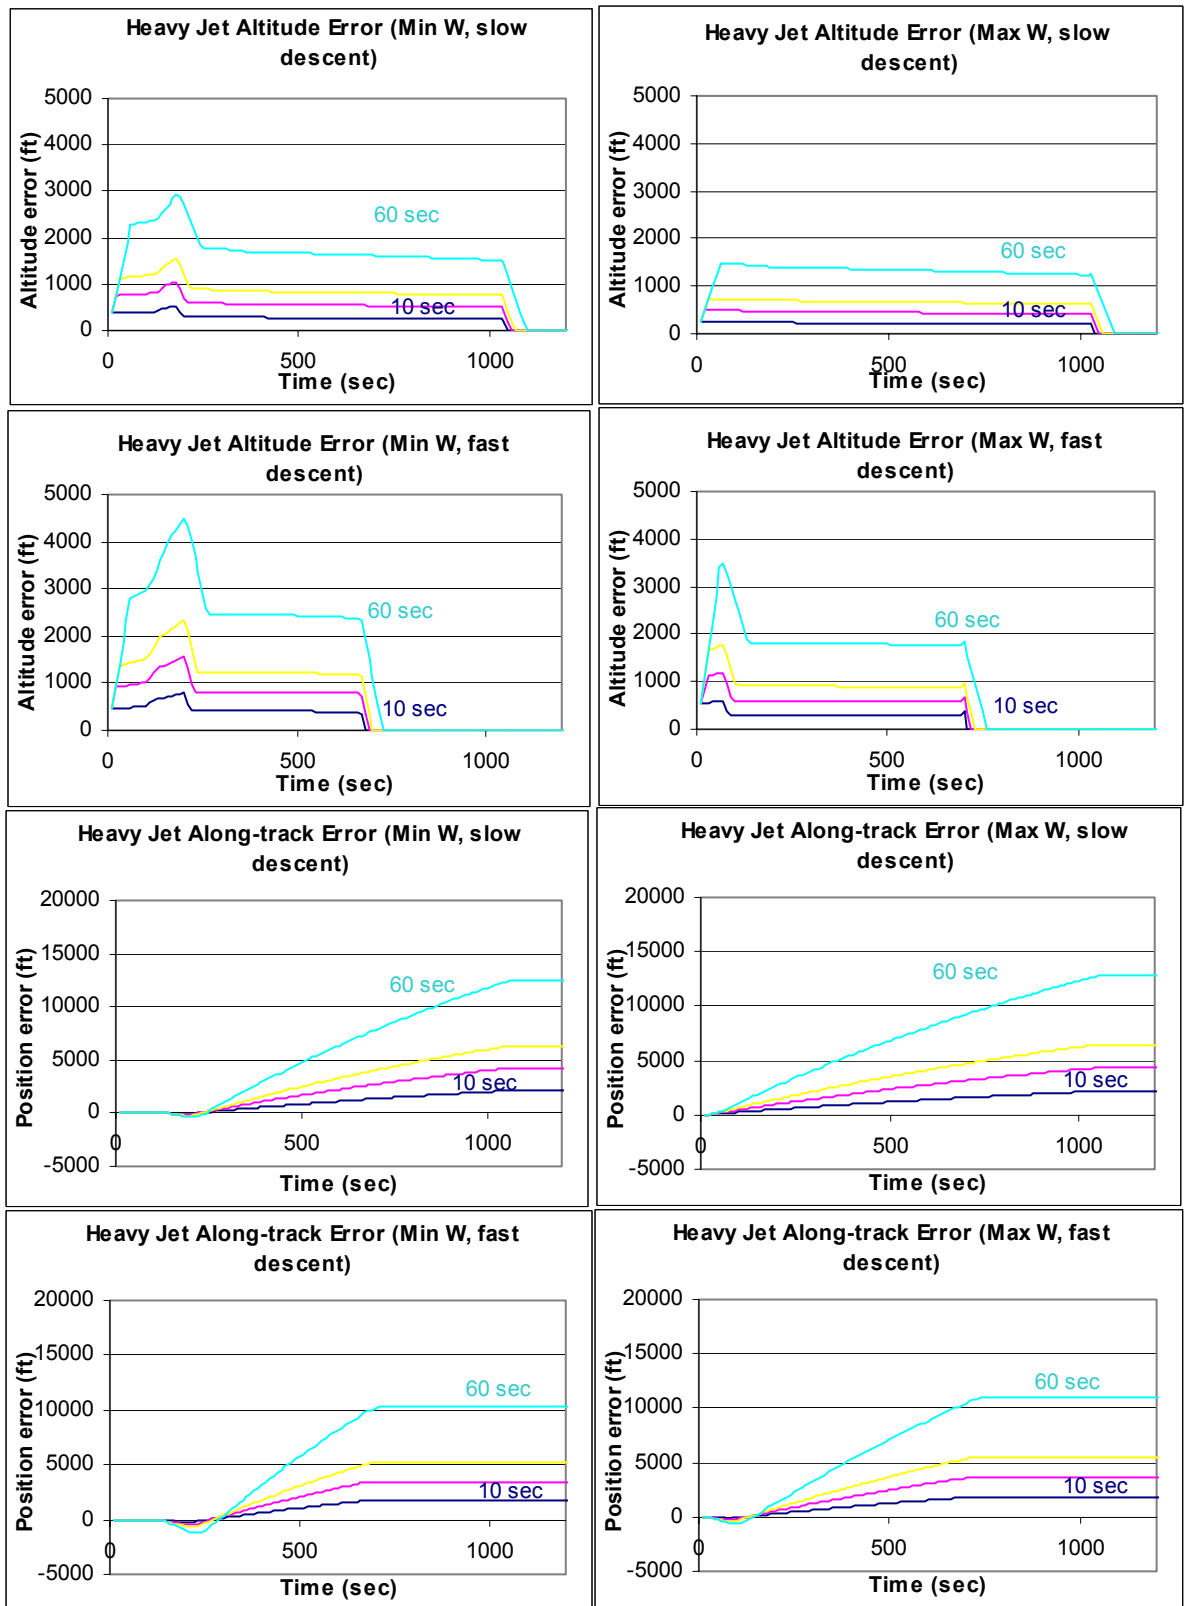 Heavy Jet Altitude Error (Min W, slow
descent)
5000
4000
3000
2000
1000
0
0
500
1000
Altitude error (ft)
Time (sec)
60 sec
10 sec
Heavy Jet Altitude Error (Max W, slow
descent)
5000
4000
3000
2000
1000
0
0
500
1000
Altitude error (ft)
Time (sec)
60 sec
10 sec
Heavy Jet Altitude Error (Min W, fast
descent)
5000
4000
3000
2000
1000
0
0
500
1000
Altitude error (ft)
Time (sec)
60 sec
10 sec
Heavy Jet Altitude Error (Max W, fast
descent)
5000
4000
3000
2000
1000
0
0
500
1000
Altitude error (ft)
Time (sec)
60 sec
10 sec
Heavy Jet Along-track Error (Min W, slow
descent)
20000
15000
10000
5000
0
-5000
0
500
1000
Position error (ft)
Time (sec)
60 sec
10 sec
Heavy Jet Along-track Error (Max W, slow
descent)
20000
15000
10000
5000
0
-5000
0
500
1000
Position error (ft)
Time (sec)
60 sec
10 sec
Heavy Jet Along-track Error (Min W, fast
descent)
20000
15000
10000
5000
0
-5000
0
500
1000
Position error (ft)
Time (sec)
60 sec
10 sec
Heavy Jet Along-track Error (Max W, fast
descent)
20000
15000
10000
5000
0
-5000
0
500
1000
Position error (ft)
Time (sec)
60 sec
10 sec